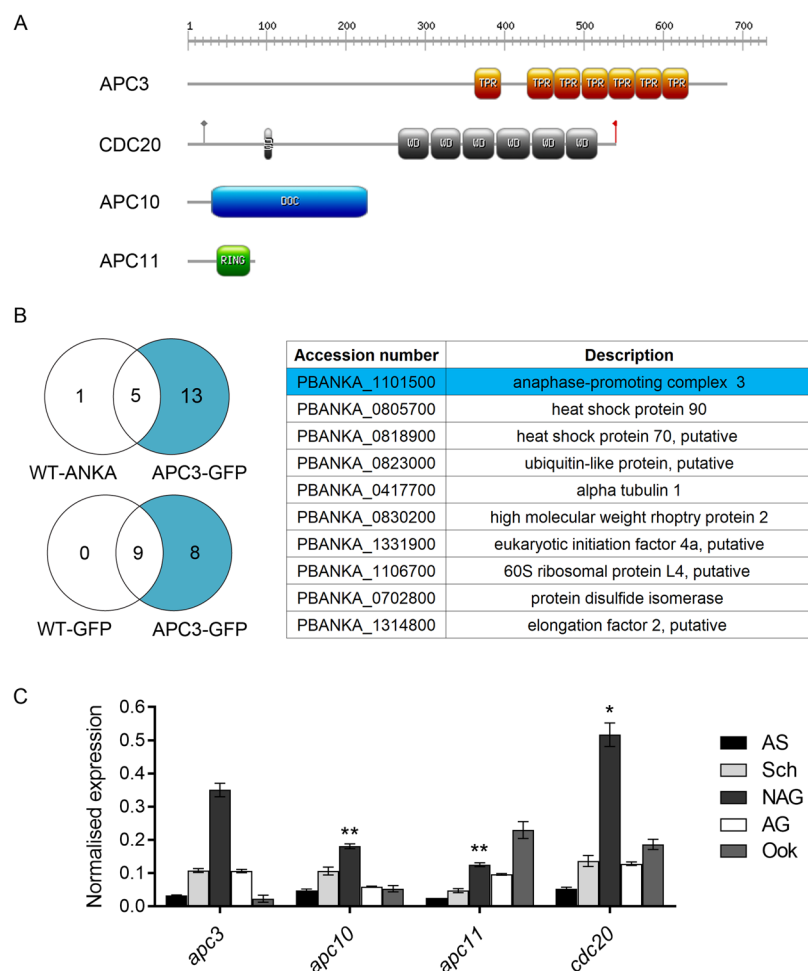 A
1 100 200 300 400 500 600 700
APC3 TPR TPR TPR TPR TPR TPR TPR
CDC20 WD WD WD WD WD WD
APC10 DOC
APC11 RING
B
1 5 13
WT-ANKA APC3-GFP
0 9 8
WT-GFP APC3-GFP
Accession number Description
PBANKA_1101500 anaphase-promoting complex 3
PBANKA_0805700 heat shock protein 90
PBANKA_0818900 heat shock protein 70, putative
PBANKA_0823000 ubiquitin-like protein, putative
PBANKA_0417700 alpha tubulin 1
PBANKA_0830200 high molecular weight rhoptry protein 2
PBANKA_1331900 eukaryotic initiation factor 4a, putative
PBANKA_1106700 60S ribosomal protein L4, putative
PBANKA_0702800 protein disulfide isomerase
PBANKA_1314800 elongation factor 2, putative
C
Normalised expression
0.6
0.5
0.4
0.3
0.2
0.1
0.0
** ** *
apc3 apc10 apc11 cdc20
AS
Sch
NAG
AG
Ook